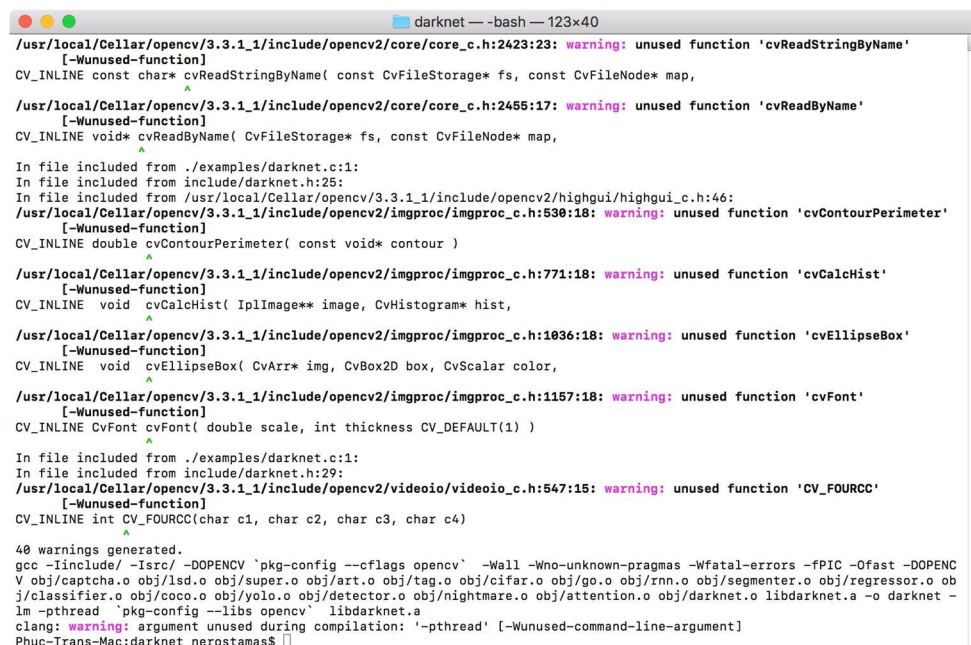 darknet — -bash — 123×40
/usr/local/Cellar/opencv/3.3.1_1/include/opencv2/core/core_c.h:2423:23: warning: unused function 'cvReadStringByName'
      [-Wunused-function]
CV_INLINE const char* cvReadStringByName( const CvFileStorage* fs, const CvFileNode* map,
                      ^
/usr/local/Cellar/opencv/3.3.1_1/include/opencv2/core/core_c.h:2455:17: warning: unused function 'cvReadByName'
      [-Wunused-function]
CV_INLINE void* cvReadByName( CvFileStorage* fs, const CvFileNode* map,
                ^
In file included from ./examples/darknet.c:1:
In file included from include/darknet.h:25:
In file included from /usr/local/Cellar/opencv/3.3.1_1/include/opencv2/highgui/highgui_c.h:46:
/usr/local/Cellar/opencv/3.3.1_1/include/opencv2/imgproc/imgproc_c.h:530:18: warning: unused function 'cvContourPerimeter'
      [-Wunused-function]
CV_INLINE double cvContourPerimeter( const void* contour )
                 ^
/usr/local/Cellar/opencv/3.3.1_1/include/opencv2/imgproc/imgproc_c.h:771:18: warning: unused function 'cvCalcHist'
      [-Wunused-function]
CV_INLINE  void  cvCalcHist( IplImage** image, CvHistogram* hist,
                 ^
/usr/local/Cellar/opencv/3.3.1_1/include/opencv2/imgproc/imgproc_c.h:1036:18: warning: unused function 'cvEllipseBox'
      [-Wunused-function]
CV_INLINE  void  cvEllipseBox( CvArr* img, CvBox2D box, CvScalar color,
                 ^
/usr/local/Cellar/opencv/3.3.1_1/include/opencv2/imgproc/imgproc_c.h:1157:18: warning: unused function 'cvFont'
      [-Wunused-function]
CV_INLINE CvFont cvFont( double scale, int thickness CV_DEFAULT(1) )
                 ^
In file included from ./examples/darknet.c:1:
In file included from include/darknet.h:29:
/usr/local/Cellar/opencv/3.3.1_1/include/opencv2/videoio/videoio_c.h:547:15: warning: unused function 'CV_FOURCC'
      [-Wunused-function]
CV_INLINE int CV_FOURCC(char c1, char c2, char c3, char c4)
              ^
40 warnings generated.
gcc -Iinclude/ -Isrc/ -DOPENCV `pkg-config --cflags opencv`  -Wall -Wno-unknown-pragmas -Wfatal-errors -fPIC -Ofast -DOPENC
V obj/captcha.o obj/lsd.o obj/super.o obj/art.o obj/tag.o obj/cifar.o obj/go.o obj/rnn.o obj/segmenter.o obj/regressor.o ob
j/classifier.o obj/coco.o obj/yolo.o obj/detector.o obj/nightmare.o obj/attention.o obj/darknet.o libdarknet.a -o darknet -
lm -pthread  `pkg-config --libs opencv`  libdarknet.a
clang: warning: argument unused during compilation: '-pthread' [-Wunused-command-line-argument]
Phuc-Trans-Mac:darknet nerostamas$